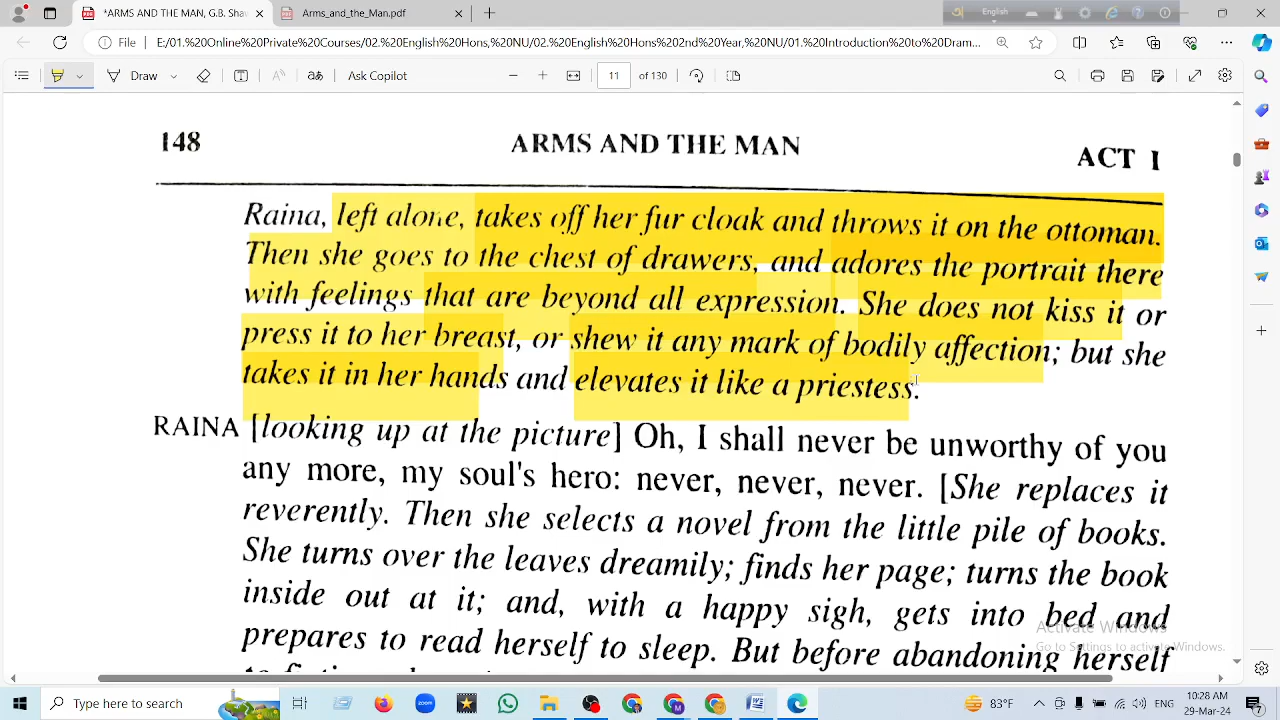 *ARMS AND THE MAN, G.B. Shaw
Arms_and_the_Man.pdf
English
File
E:/01.%20Online%20Private%20Courses/02.%20English%20Hons,%20NU/02.%20English%20Hons%202nd%20Year,%20NU/01.%20Introduction%20to%20Dram...
Draw
Ask Copilot
11 of 130
148 ARMS AND THE MAN ACT I
Raina, left alone, takes off her fur cloak and throws it on the ottoman.
Then she goes to the chest of drawers, and adores the portrait there
with feelings that are beyond all expression. She does not kiss it or
press it to her breast, or shew it any mark of bodily affection; but she
takes it in her hands and elevates it like a priestess.
RAINA [looking up at the picture] Oh, I shall never be unworthy of you
any more, my soul's hero: never, never, never. [She replaces it
reverently. Then she selects a novel from the little pile of books.
She turns over the leaves dreamily; finds her page; turns the book
inside out at it; and, with a happy sigh, gets into bed and
prepares to read herself to sleep. But before abandoning herself
Activate Windows
Go to Settings to activate Windows.
Type here to search
zoom
83°F
10:28 AM
29-Mar-24